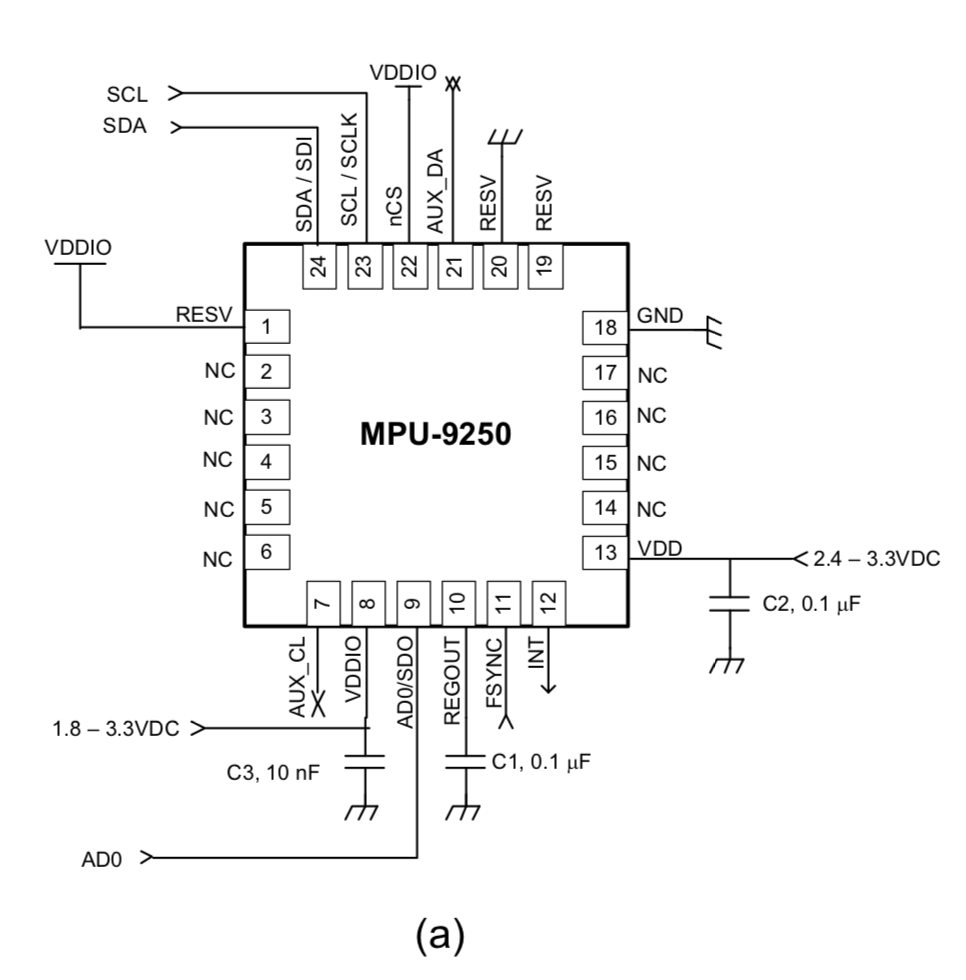 VDDIO
SCL
SDA
SDA / SDI
SCL / SCLK
nCS
AUX_DA
RESV
RESV
24
23
22
21
20
19
VDDIO
RESV
1
18
GND
NC
2
17
NC
NC
3
16
NC
MPU-9250
NC
4
15
NC
NC
5
14
NC
NC
6
13
VDD
2.4 – 3.3VDC
C2, 0.1 μF
7
8
9
10
11
12
AUX_CL
VDDIO
AD0/SDO
REGOUT
FSYNC
INT
1.8 – 3.3VDC
C3, 10 nF
C1, 0.1 μF
AD0
(a)